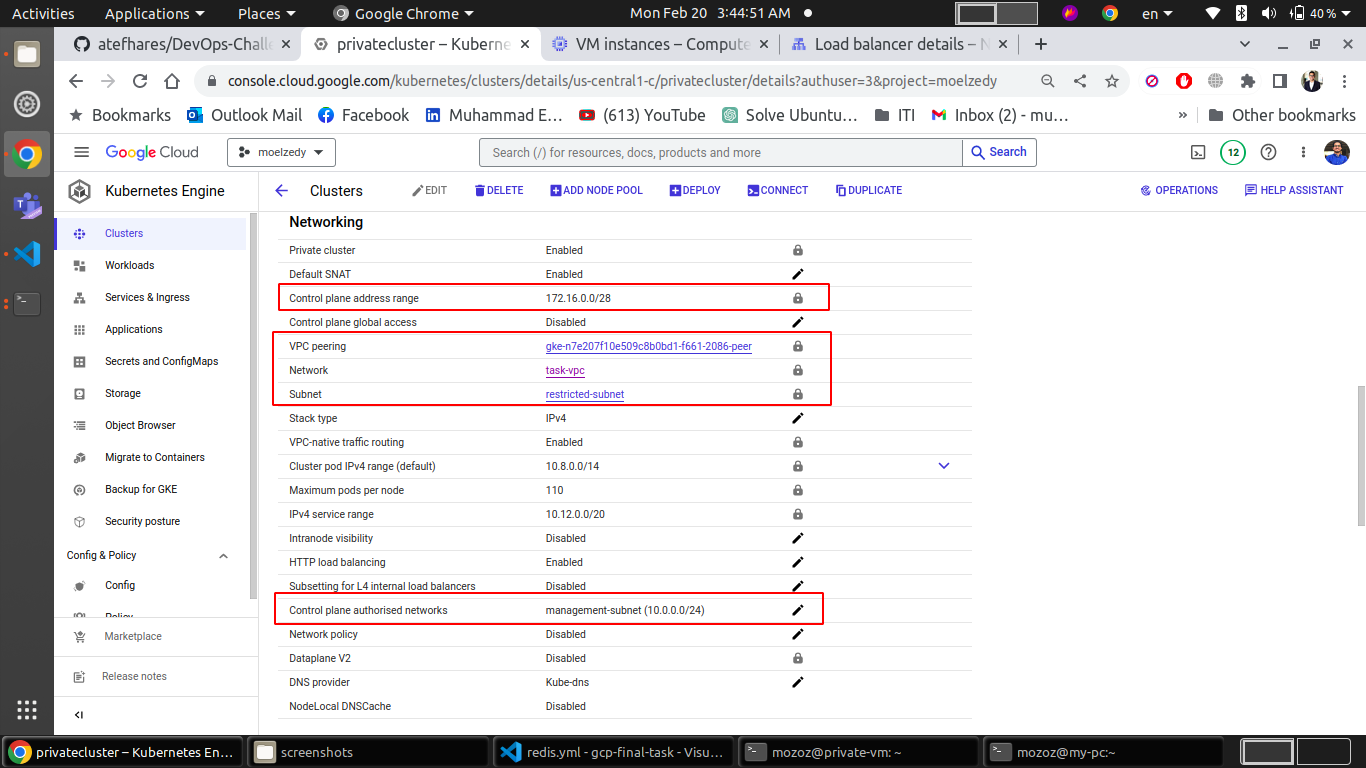 Activities Applications Places Google Chrome Mon Feb 20 3:44:51 AM en 40 %
atefhares/DevOps-Challe privatecluster – Kuberne VM instances – Compute Load balancer details – N
console.cloud.google.com/kubernetes/clusters/details/us-central1-c/privatecluster/details?authuser=3&project=moelzedy
Bookmarks Outlook Mail Facebook Muhammad E… (613) YouTube Solve Ubuntu… ITI Inbox (2) - mu… » Other bookmarks
Google Cloud moelzedy Search (/) for resources, docs, products and more Search 12
Kubernetes Engine Clusters EDIT DELETE ADD NODE POOL DEPLOY CONNECT DUPLICATE OPERATIONS HELP ASSISTANT
Clusters
Workloads
Services & Ingress
Applications
Secrets and ConfigMaps
Storage
Object Browser
Migrate to Containers
Backup for GKE
Security posture
Config & Policy
Config
Policy
Marketplace
Release notes
Networking
Private cluster Enabled
Default SNAT Enabled
Control plane address range 172.16.0.0/28
Control plane global access Disabled
VPC peering gke-n7e207f10e509c8b0bd1-f661-2086-peer
Network task-vpc
Subnet restricted-subnet
Stack type IPv4
VPC-native traffic routing Enabled
Cluster pod IPv4 range (default) 10.8.0.0/14
Maximum pods per node 110
IPv4 service range 10.12.0.0/20
Intranode visibility Disabled
HTTP load balancing Enabled
Subsetting for L4 internal load balancers Disabled
Control plane authorised networks management-subnet (10.0.0.0/24)
Network policy Disabled
Dataplane V2 Disabled
DNS provider Kube-dns
NodeLocal DNSCache Disabled
privatecluster – Kubernetes En… screenshots redis.yml - gcp-final-task - Visu… mozoz@private-vm: ~ mozoz@my-pc:~